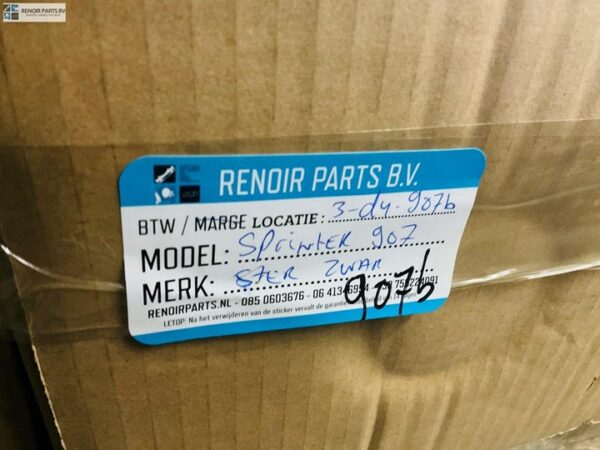 RENOIR PARTS BV
RENOIR PARTS B.V.
BTW / MARGE LOCATIE : 3-d4-907b
MODEL: Sprinter 907
MERK: STER ZWAR
RENOIRPARTS.NL - 085 0603676 - 06
907b
LETOP: Na het verwijderen van de sticker vervalt de garantie